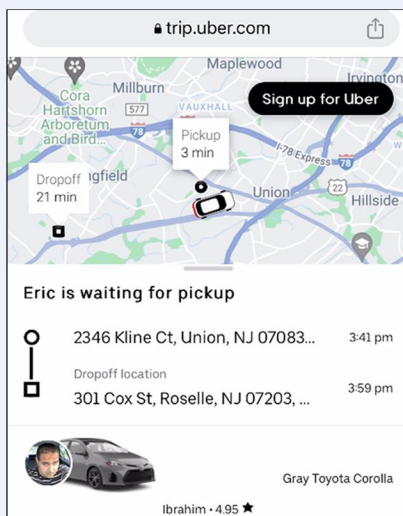 trip.uber.com
Maplewood
Irvington
Cora
Hartshorn
Arboretum
and Bird...
Millburn
577
VAUXHALL
Sign up for Uber
78
78
I-78 Express
Pickup
3 min
Dropoff
21 min
ngfield
Union
22
Hillside
Eric is waiting for pickup
2346 Kline Ct, Union, NJ 07083... 3:41 pm
Dropoff location
301 Cox St, Roselle, NJ 07203, ... 3:59 pm
Gray Toyota Corolla
Ibrahim • 4.95 ★